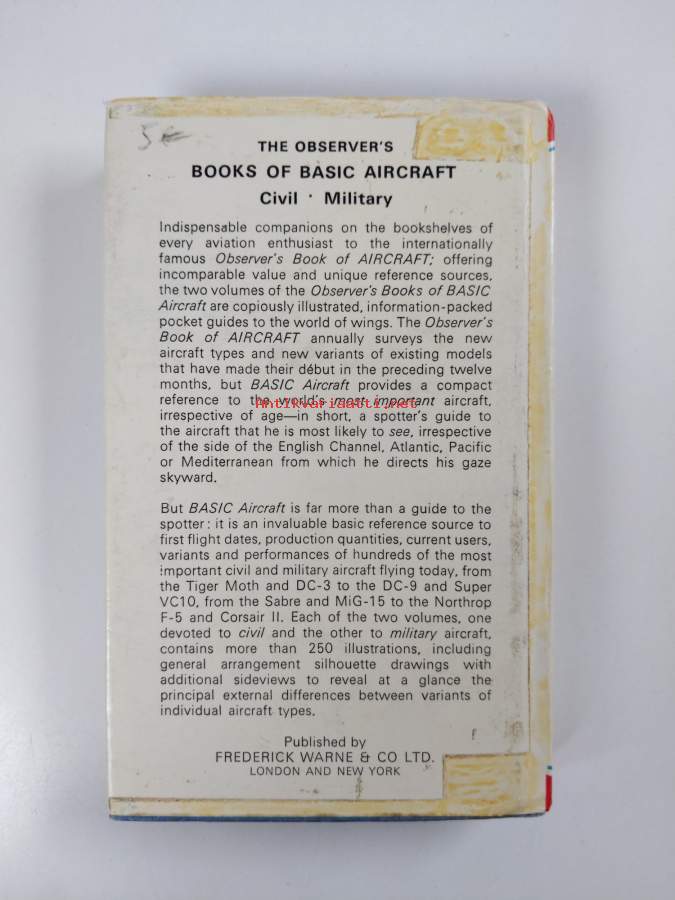 5€
THE OBSERVER'S
BOOKS OF BASIC AIRCRAFT
Civil · Military
Indispensable companions on the bookshelves of
every aviation enthusiast to the internationally
famous Observer's Book of AIRCRAFT; offering
incomparable value and unique reference sources,
the two volumes of the Observer's Books of BASIC
Aircraft are copiously illustrated, information-packed
pocket guides to the world of wings. The Observer's
Book of AIRCRAFT annually surveys the new
aircraft types and new variants of existing models
that have made their début in the preceding twelve
months, but BASIC Aircraft provides a compact
reference to the world's most important aircraft,
Antikvariaatti.net
irrespective of age—in short, a spotter's guide to
the aircraft that he is most likely to see, irrespective
of the side of the English Channel, Atlantic, Pacific
or Mediterranean from which he directs his gaze
skyward.
But BASIC Aircraft is far more than a guide to the
spotter: it is an invaluable basic reference source to
first flight dates, production quantities, current users,
variants and performances of hundreds of the most
important civil and military aircraft flying today, from
the Tiger Moth and DC-3 to the DC-9 and Super
VC10, from the Sabre and MiG-15 to the Northrop
F-5 and Corsair II. Each of the two volumes, one
devoted to civil and the other to military aircraft,
contains more than 250 illustrations, including
general arrangement silhouette drawings with
additional sideviews to reveal at a glance the
principal external differences between variants of
individual aircraft types.
Published by
FREDERICK WARNE & CO LTD.
LONDON AND NEW YORK